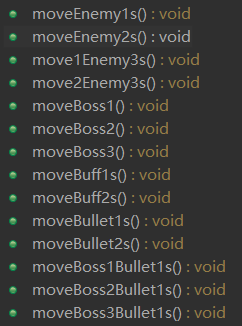 moveEnemy1s() : void
moveEnemy2s() : void
move1Enemy3s() : void
move2Enemy3s() : void
moveBoss1() : void
moveBoss2() : void
moveBoss3() : void
moveBuff1s() : void
moveBuff2s() : void
moveBullet1s() : void
moveBullet2s() : void
moveBoss1Bullet1s() : void
moveBoss2Bullet1s() : void
moveBoss3Bullet1s() : void